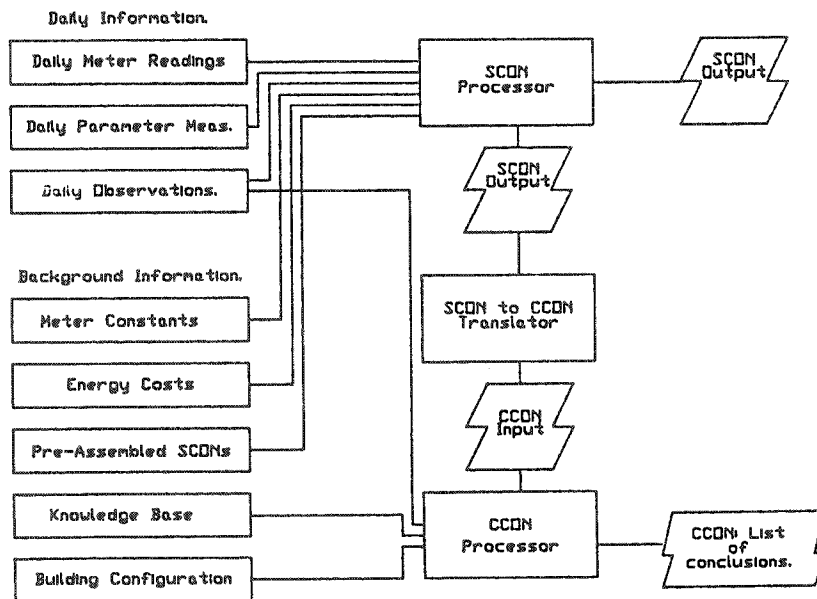 Daily Information.
Daily Meter Readings
Daily Parameter Meas.
Daily Observations.
Background Information.
Meter Constants
Energy Costs
Pre-Assembled SCONs
Knowledge Base
Building Configuration
SCON
Processor
SCON
Output
SCON
Output
SCON to CCON
Translator
CCON
Input
CCON
Processor
CCON: List
of
conclusions.